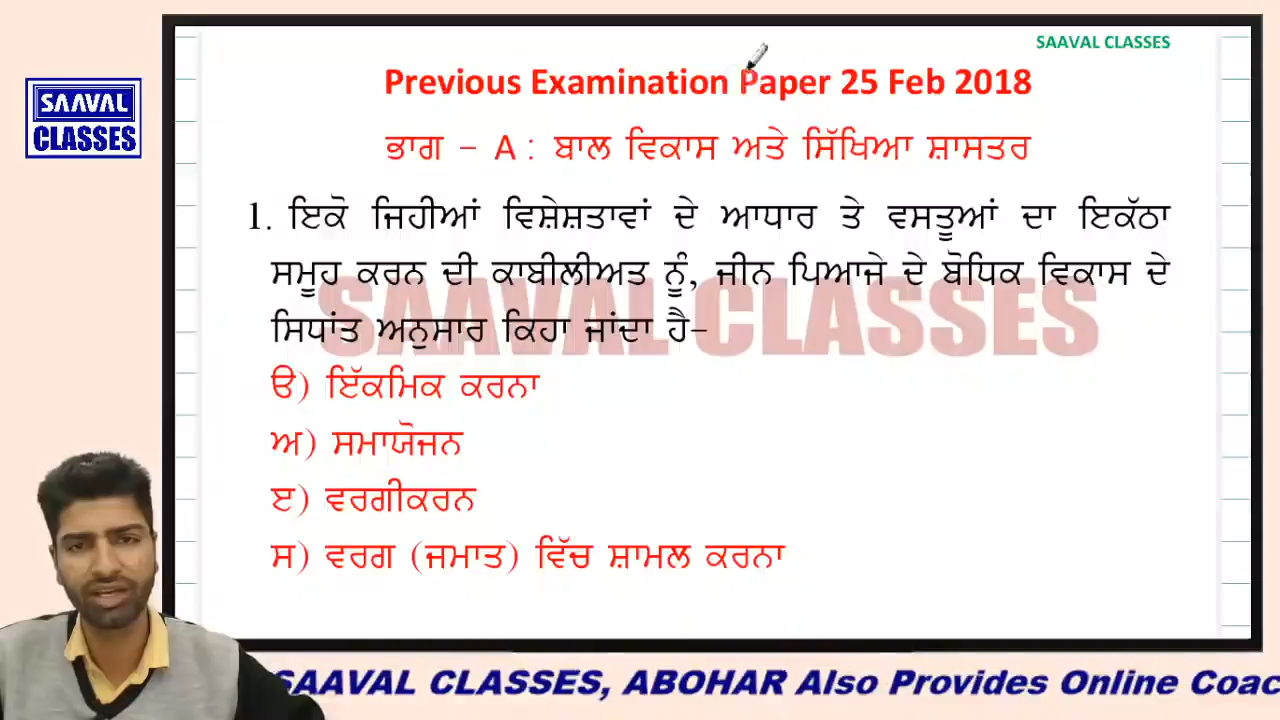 SAAVAL CLASSES
SAAVAL
CLASSES
Previous Examination Paper 25 Feb 2018
ਭਾਗ – A : ਬਾਲ ਵਿਕਾਸ ਅਤੇ ਸਿੱਖਿਆ ਸ਼ਾਸਤਰ
1. ਇਕੋ ਜਿਹੀਆਂ ਵਿਸ਼ੇਸ਼ਤਾਵਾਂ ਦੇ ਆਧਾਰ ਤੇ ਵਸਤੂਆਂ ਦਾ ਇਕੱਠਾ
ਸਮੂਹ ਕਰਨ ਦੀ ਕਾਬੀਲੀਅਤ ਨੂੰ, ਜੀਨ ਪਿਆਜੇ ਦੇ ਬੋਧਿਕ ਵਿਕਾਸ ਦੇ
ਸਿਧਾਂਤ ਅਨੁਸਾਰ ਕਿਹਾ ਜਾਂਦਾ ਹੈ–
SAAVAL CLASSES
ੳ) ਇੱਕਮਿਕ ਕਰਨਾ
ਅ) ਸਮਾਯੋਜਨ
ੲ) ਵਰਗੀਕਰਨ
ਸ) ਵਰਗ (ਜਮਾਤ) ਵਿੱਚ ਸ਼ਾਮਲ ਕਰਨਾ
SAAVAL CLASSES, ABOHAR Also Provides Online Coac